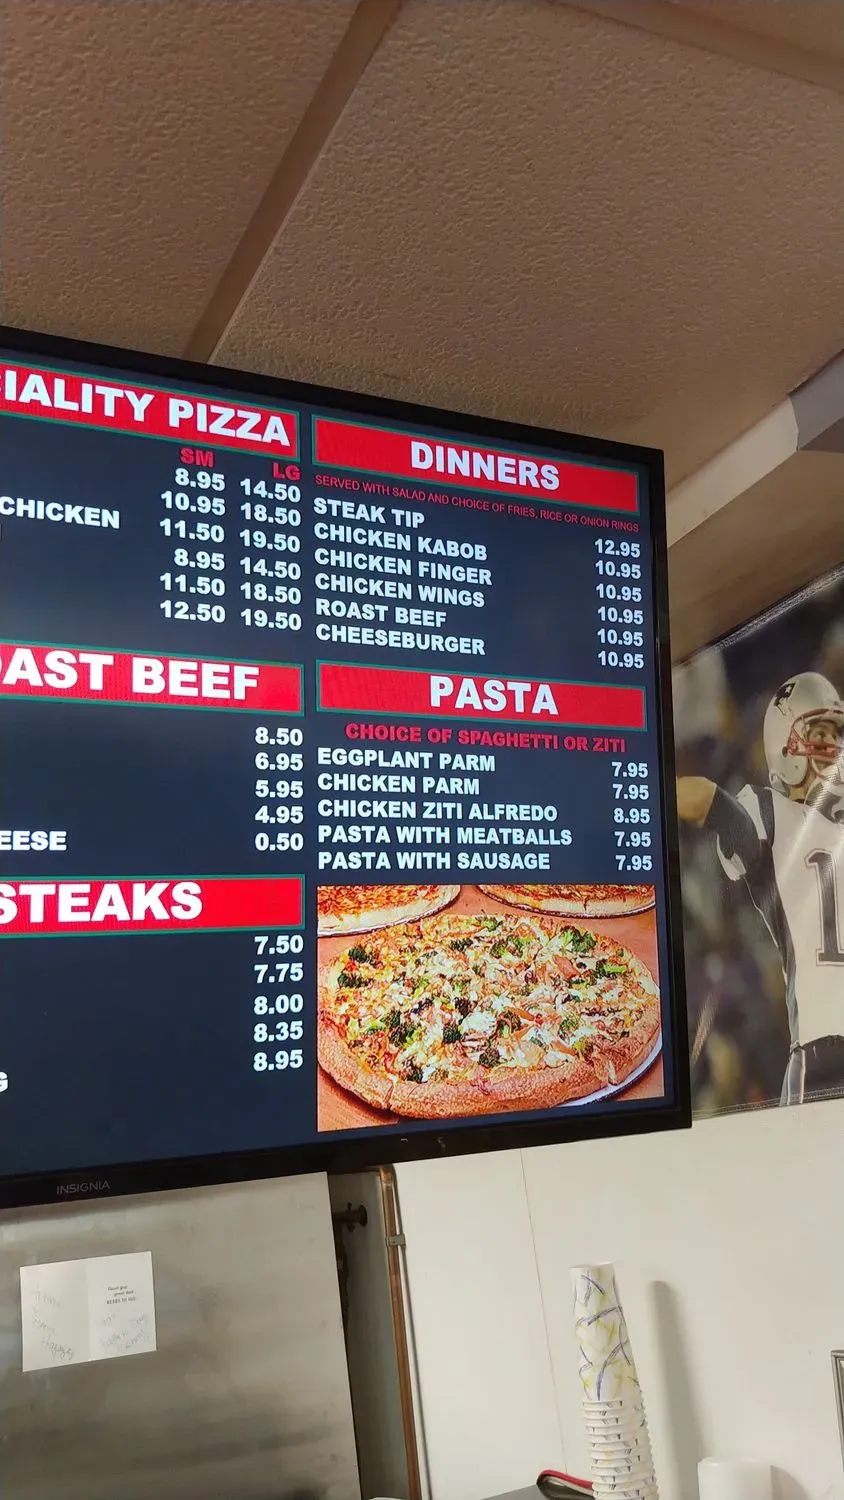 CIALITY PIZZA
SM LG
8.95 14.50
CHICKEN 10.95 18.50
11.50 19.50
8.95 14.50
11.50 18.50
12.50 19.50
OAST BEEF
8.50
6.95
5.95
4.95
EESE 0.50
STEAKS
7.50
7.75
8.00
8.35
8.95
G
DINNERS
SERVED WITH SALAD AND CHOICE OF FRIES, RICE OR ONION RINGS
STEAK TIP 12.95
CHICKEN KABOB 10.95
CHICKEN FINGER 10.95
CHICKEN WINGS 10.95
ROAST BEEF 10.95
CHEESEBURGER 10.95
PASTA
CHOICE OF SPAGHETTI OR ZITI
EGGPLANT PARM 7.95
CHICKEN PARM 7.95
CHICKEN ZITI ALFREDO 8.95
PASTA WITH MEATBALLS 7.95
PASTA WITH SAUSAGE 7.95
INSIGNIA
1